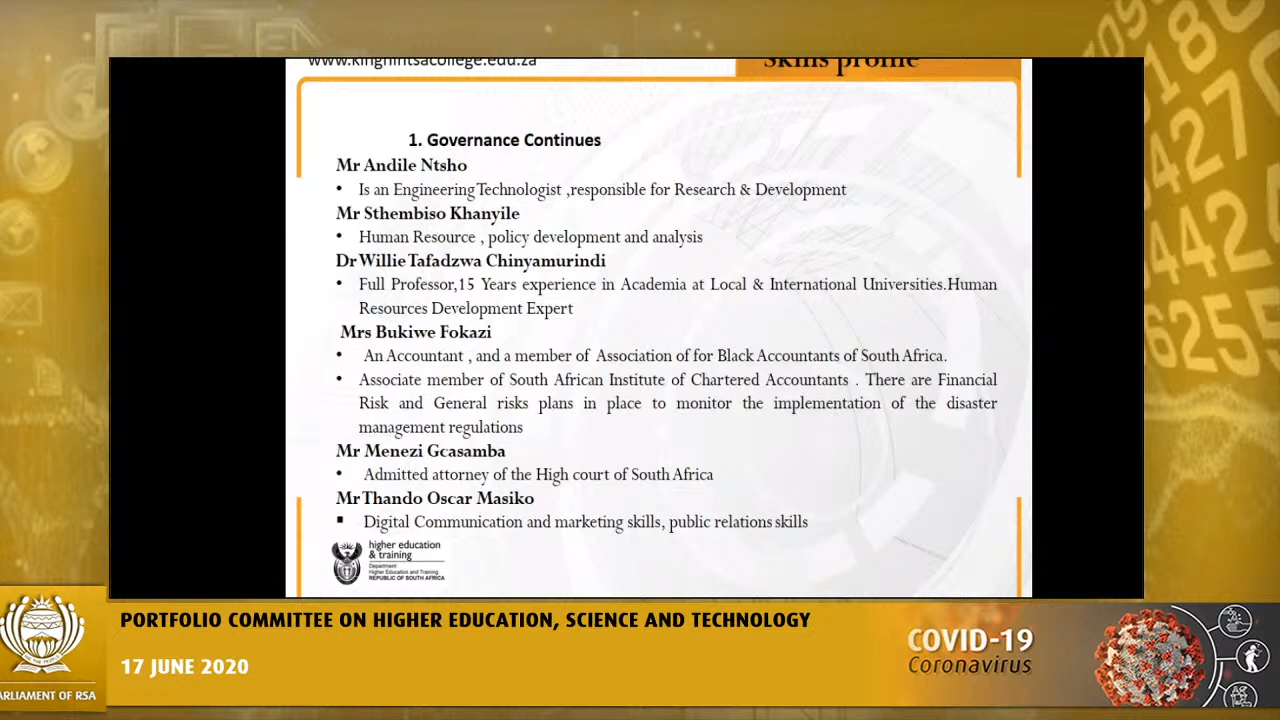 www.kinghintsacollege.edu.za
Skills profile
1. Governance Continues
Mr Andile Ntsho
• Is an Engineering Technologist ,responsible for Research & Development
Mr Sthembiso Khanyile
• Human Resource , policy development and analysis
Dr Willie Tafadzwa Chinyamurindi
• Full Professor,15 Years experience in Academia at Local & International Universities.Human
Resources Development Expert
Mrs Bukiwe Fokazi
• An Accountant , and a member of Association of for Black Accountants of South Africa.
• Associate member of South African Institute of Chartered Accountants . There are Financial
Risk and General risks plans in place to monitor the implementation of the disaster
management regulations
Mr Menezi Gcasamba
• Admitted attorney of the High court of South Africa
Mr Thando Oscar Masiko
▪ Digital Communication and marketing skills, public relations skills
higher education
& training
Department:
Higher Education and Training
REPUBLIC OF SOUTH AFRICA
PORTFOLIO COMMITTEE ON HIGHER EDUCATION, SCIENCE AND TECHNOLOGY
17 JUNE 2020
COVID-19
Coronavirus
ARLIAMENT OF RSA